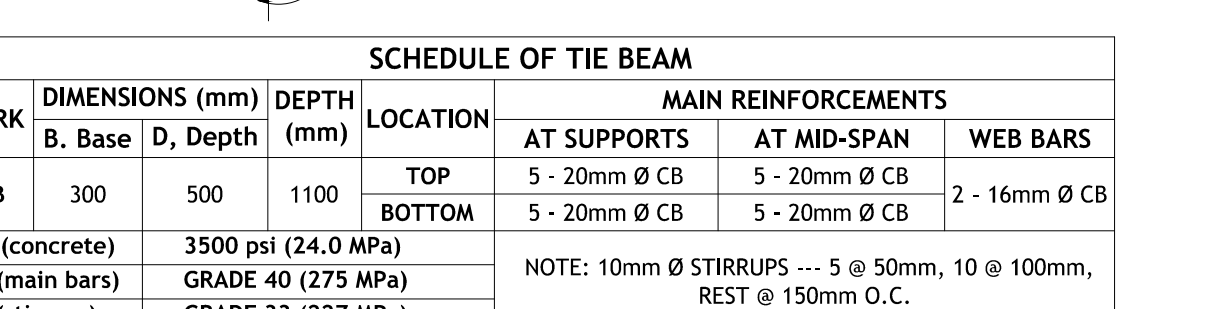 SCHEDULE OF TIE BEAM
DIMENSIONS (mm) DEPTH (mm) LOCATION MAIN REINFORCEMENTS
B. Base D, Depth AT SUPPORTS AT MID-SPAN WEB BARS
300 500 1100 TOP 5 - 20mm Ø CB 5 - 20mm Ø CB 2 - 16mm Ø CB
BOTTOM 5 - 20mm Ø CB 5 - 20mm Ø CB
(concrete) 3500 psi (24.0 MPa)
(main bars) GRADE 40 (275 MPa)
NOTE: 10mm Ø STIRRUPS --- 5 @ 50mm, 10 @ 100mm,
REST @ 150mm O.C.